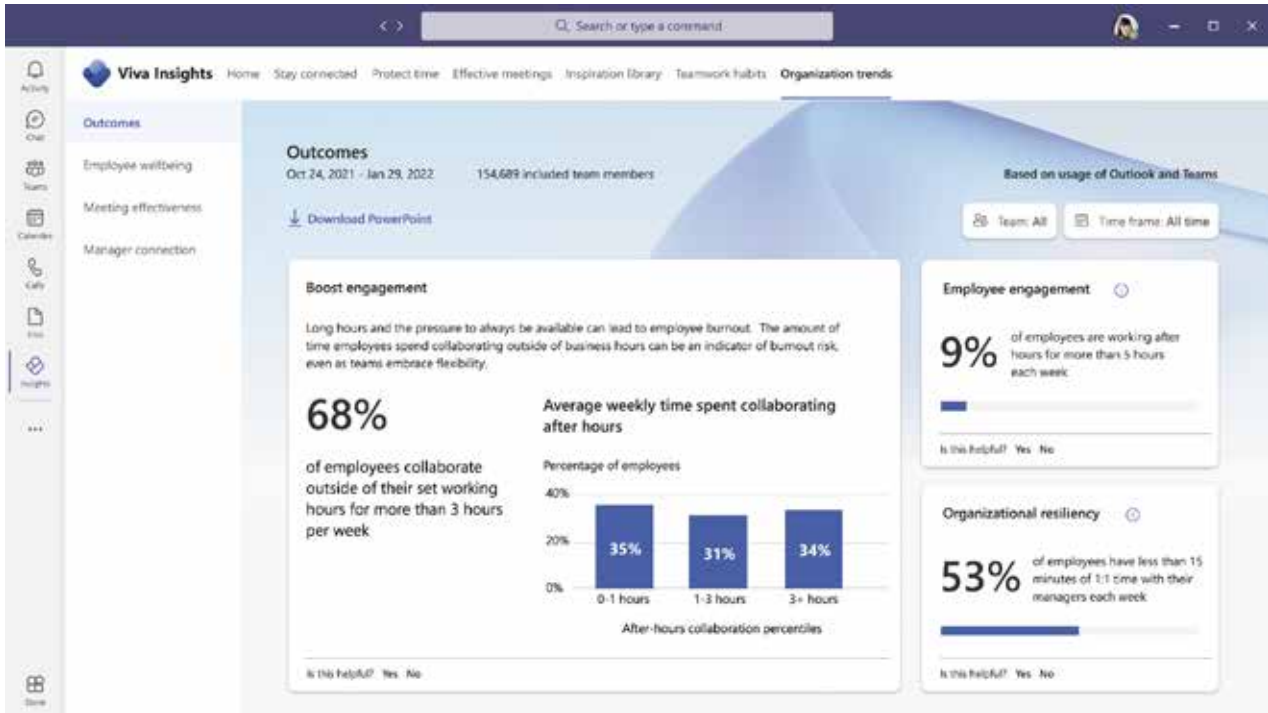 Search or type a command
Viva Insights
Home
Stay connected
Protect time
Effective meetings
Inspiration library
Teamwork habits
Organization trends
Activity
Chat
Teams
Calendar
Calls
Files
Insights
Store
Outcomes
Employee wellbeing
Meeting effectiveness
Manager connection
Outcomes
Oct 24, 2021 - Jan 29, 2022
154,689 included team members
Based on usage of Outlook and Teams
Download PowerPoint
Team: All
Time frame: All time
Boost engagement
Long hours and the pressure to always be available can lead to employee burnout. The amount of
time employees spend collaborating outside of business hours can be an indicator of burnout risk,
even as teams embrace flexibility.
68%
of employees collaborate
outside of their set working
hours for more than 3 hours
per week
Average weekly time spent collaborating
after hours
Percentage of employees
40%
20%
0%
35%
31%
34%
0-1 hours
1-3 hours
3+ hours
After-hours collaboration percentiles
Is this helpful? Yes No
Employee engagement
9%
of employees are working after
hours for more than 5 hours
each week
Is this helpful? Yes No
Organizational resiliency
53%
of employees have less than 15
minutes of 1:1 time with their
managers each week
Is this helpful? Yes No